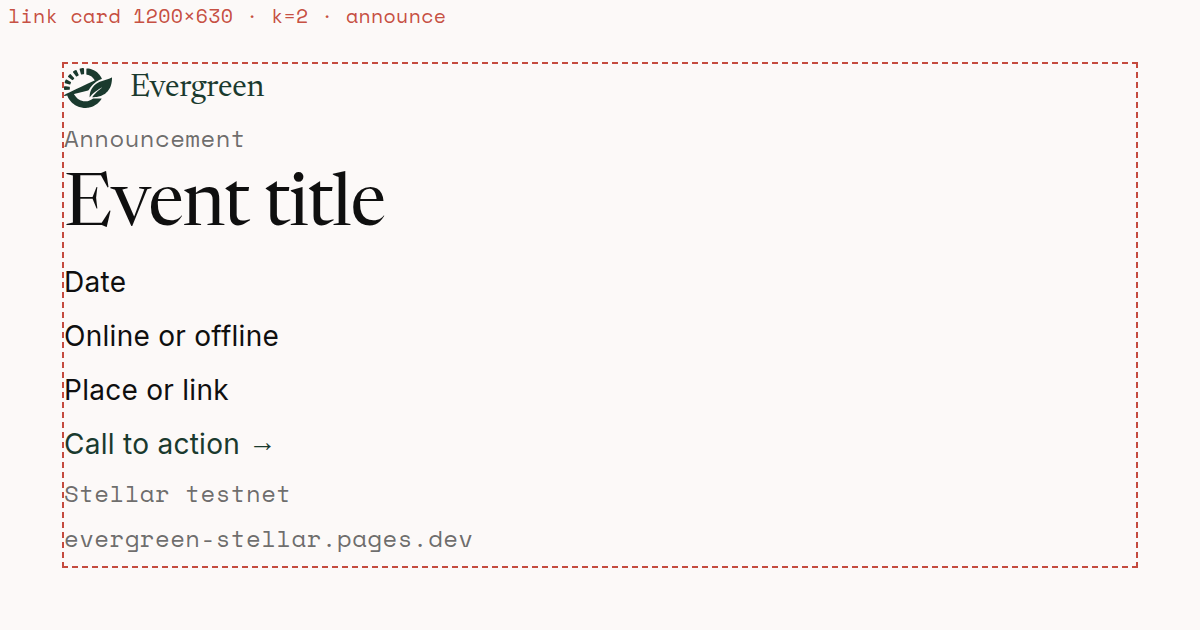 link card 1200×630 · k=2 · announce
Evergreen
Announcement
Event title
Date
Online or offline
Place or link
Call to action →
Stellar testnet
evergreen-stellar.pages.dev